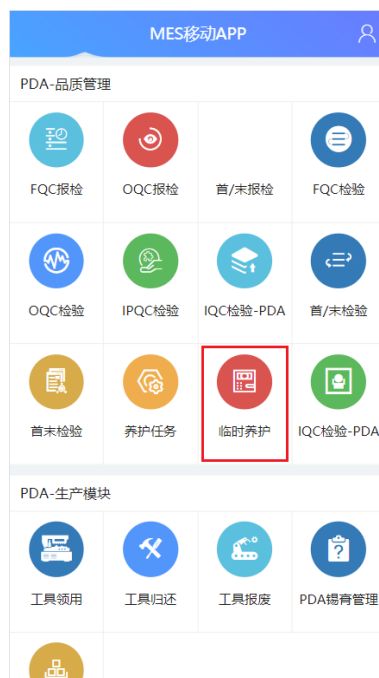 MES移动APP
PDA-品质管理
FQC报检 OQC报检 首/末报检 FQC检验
OQC检验 IPQC检验 IQC检验-PDA 首/末检验
首末检验 养护任务 临时养护 IQC检验-PDA
PDA-生产模块
工具领用 工具归还 工具报废 PDA锡膏管理